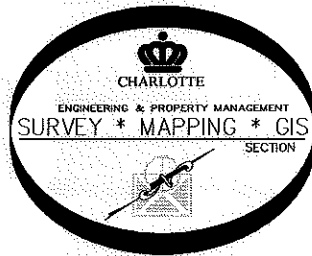 CHARLOTTE
ENGINEERING & PROPERTY MANAGEMENT
SURVEY * MAPPING * GIS
SECTION